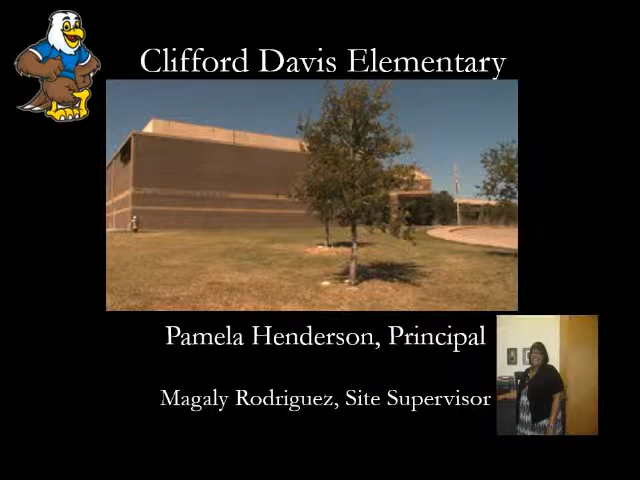 Clifford Davis Elementary
Pamela Henderson, Principal
Magaly Rodriguez, Site Supervisor